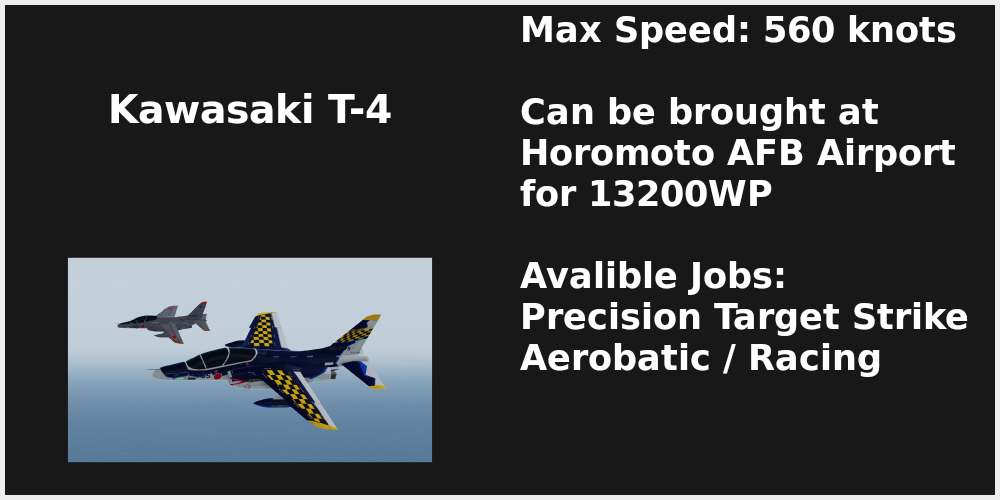 Kawasaki T-4
Max Speed: 560 knots
Can be brought at
Horomoto AFB Airport
for 13200WP
Avalible Jobs:
Precision Target Strike
Aerobatic / Racing